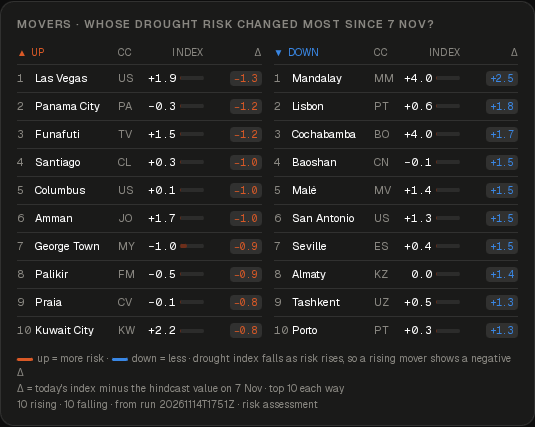 MOVERS · WHOSE DROUGHT RISK CHANGED MOST SINCE 7 NOV?
▲ UP CC INDEX Δ ▼ DOWN CC INDEX Δ
1 Las Vegas US +1.9 −1.3 1 Mandalay MM +4.0 +2.5
2 Panama City PA −0.3 −1.2 2 Lisbon PT +0.6 +1.8
3 Funafuti TV +1.5 −1.2 3 Cochabamba BO +4.0 +1.7
4 Santiago CL +0.3 −1.0 4 Baoshan CN −0.1 +1.5
5 Columbus US +0.1 −1.0 5 Malé MV +1.4 +1.5
6 Amman JO +1.7 −1.0 6 San Antonio US +1.3 +1.5
7 George Town MY −1.0 −0.9 7 Seville ES +0.4 +1.5
8 Palikir FM −0.5 −0.9 8 Almaty KZ 0.0 +1.4
9 Praia CV −0.1 −0.8 9 Tashkent UZ +0.5 +1.3
10 Kuwait City KW +2.2 −0.8 10 Porto PT +0.3 +1.3
up = more risk · down = less · drought index falls as risk rises, so a rising mover shows a negative
Δ
Δ = today's index minus the hindcast value on 7 Nov · top 10 each way
10 rising · 10 falling · from run 20261114T1751Z · risk assessment